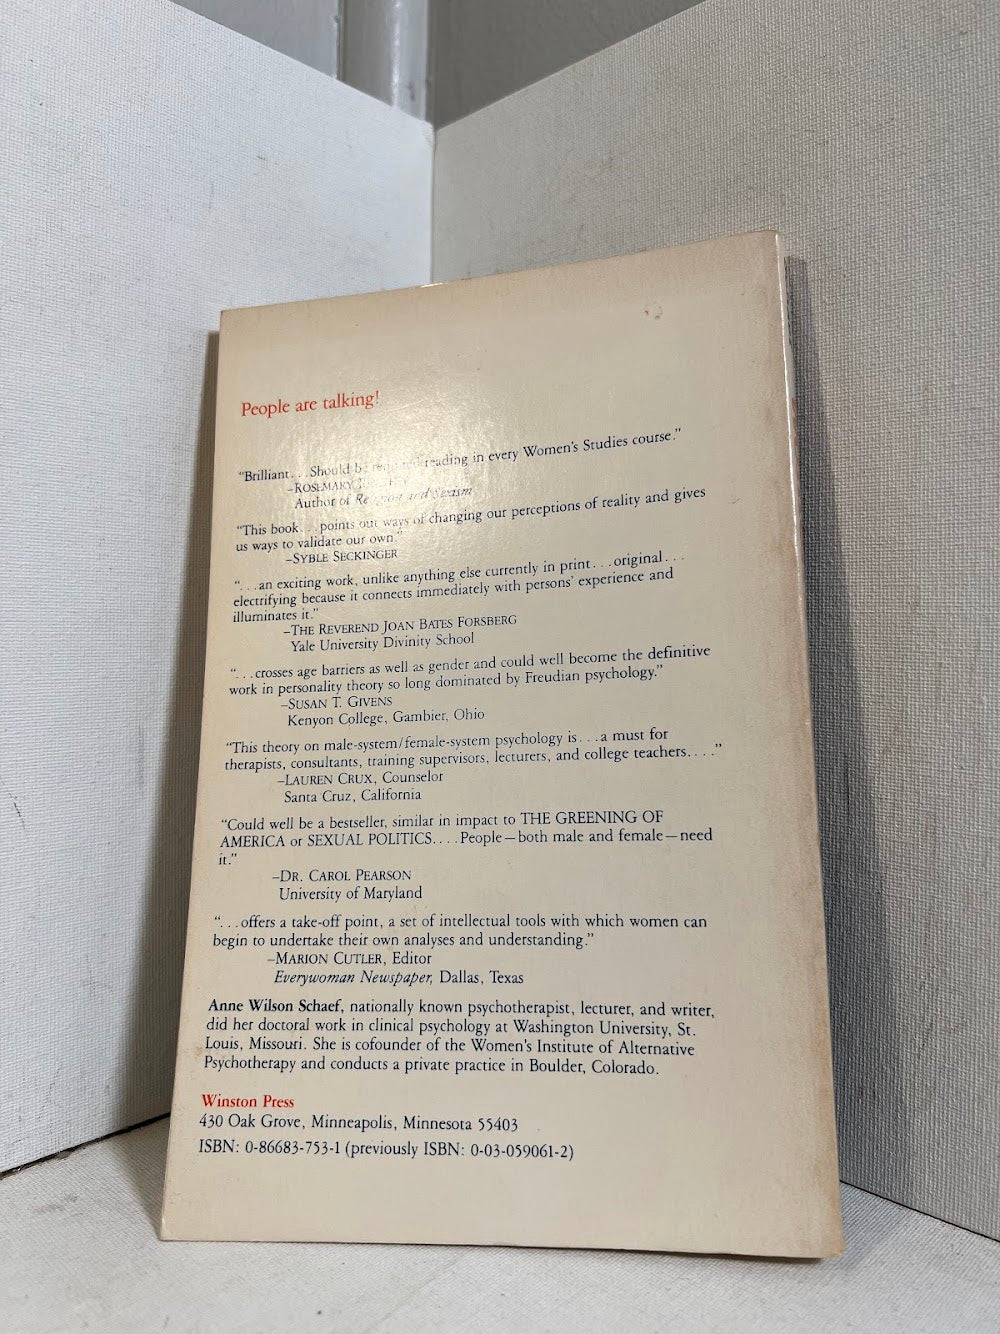 People are talking!
"Brilliant. . .Should be required reading in every Women's Studies course."
–ROSEMARY
Author of and Sexism
"This book. . .points our ways of changing our perceptions of reality and gives
us ways to validate our own."
–SYBLE SECKINGER
". . .an exciting work, unlike anything else currently in print. . .original. . .
electrifying because it connects immediately with persons' experience and
illuminates it."
–THE REVEREND JOAN BATES FORSBERG
Yale University Divinity School
". . .crosses age barriers as well as gender and could well become the definitive
work in personality theory so long dominated by Freudian psychology."
–SUSAN T. GIVENS
Kenyon College, Gambier, Ohio
"This theory on male-system/female-system psychology is. . .a must for
therapists, consultants, training supervisors, lecturers, and college teachers. . . ."
–LAUREN CRUX, Counselor
Santa Cruz, California
"Could well be a bestseller, similar in impact to THE GREENING OF
AMERICA or SEXUAL POLITICS. . . .People—both male and female—need
it."
–DR. CAROL PEARSON
University of Maryland
". . .offers a take-off point, a set of intellectual tools with which women can
begin to undertake their own analyses and understanding."
–MARION CUTLER, Editor
Everywoman Newspaper, Dallas, Texas
Anne Wilson Schaef, nationally known psychotherapist, lecturer, and writer,
did her doctoral work in clinical psychology at Washington University, St.
Louis, Missouri. She is cofounder of the Women's Institute of Alternative
Psychotherapy and conducts a private practice in Boulder, Colorado.
Winston Press
430 Oak Grove, Minneapolis, Minnesota 55403
ISBN: 0-86683-753-1 (previously ISBN: 0-03-059061-2)